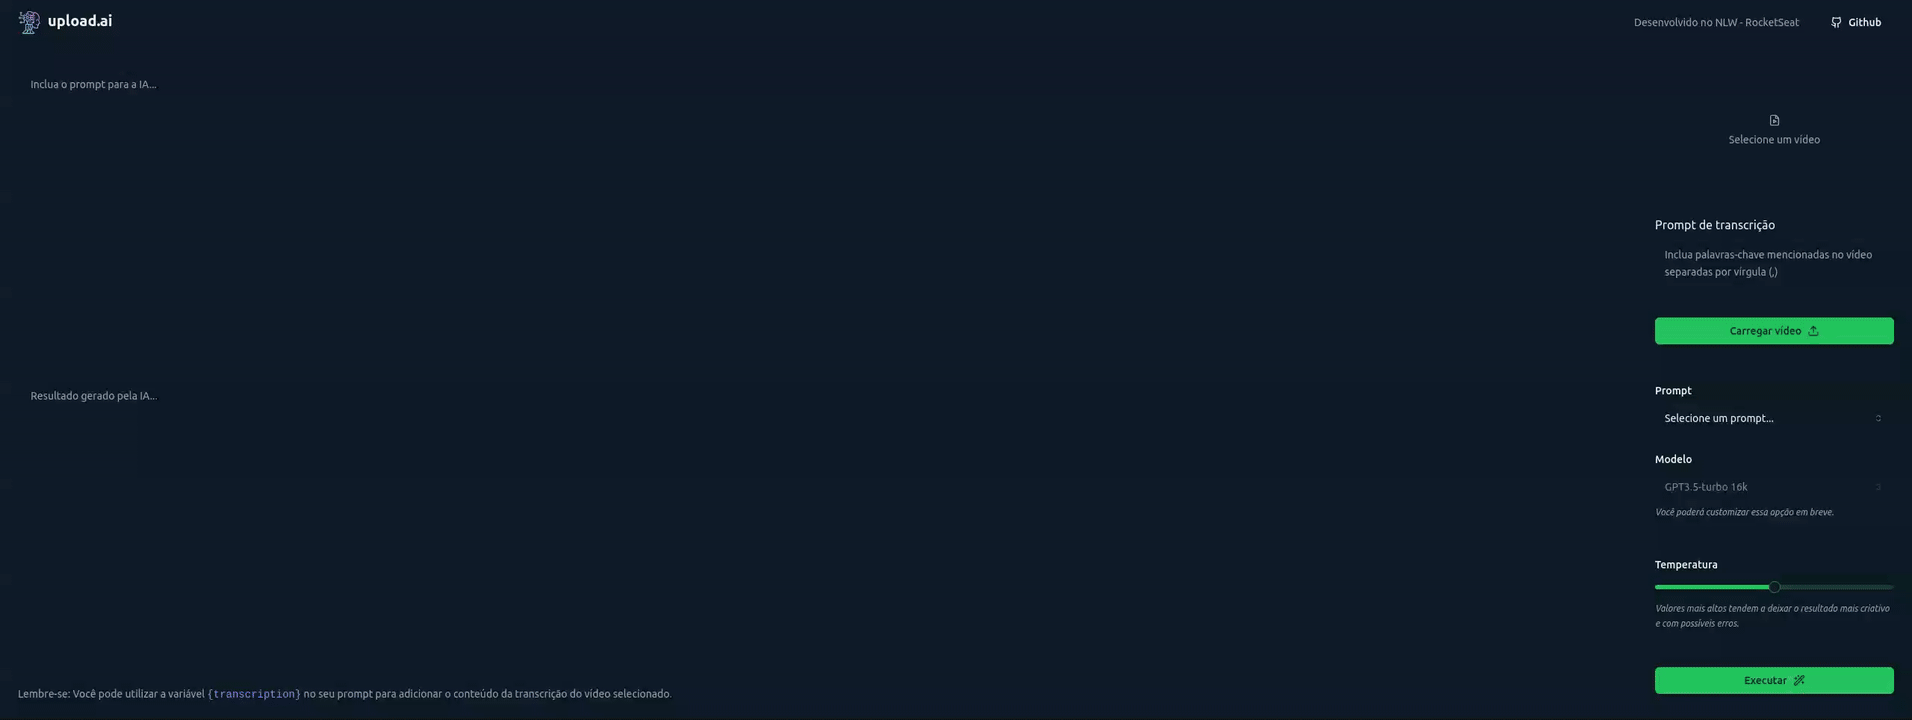 upload.ai
Desenvolvido no NLW - RocketSeat
Github
Inclua o prompt para a IA...
Resultado gerado pela IA...
Lembre-se: Você pode utilizar a variável {transcription} no seu prompt para adicionar o conteúdo da transcrição do vídeo selecionado.
Selecione um vídeo
Prompt de transcrição
Inclua palavras-chave mencionadas no vídeo
separadas por vírgula (,)
Carregar vídeo
Prompt
Selecione um prompt...
Modelo
GPT3.5-turbo 16k
Você poderá customizar essa opção em breve.
Temperatura
Valores mais altos tendem a deixar o resultado mais criativo
e com possíveis erros.
Executar